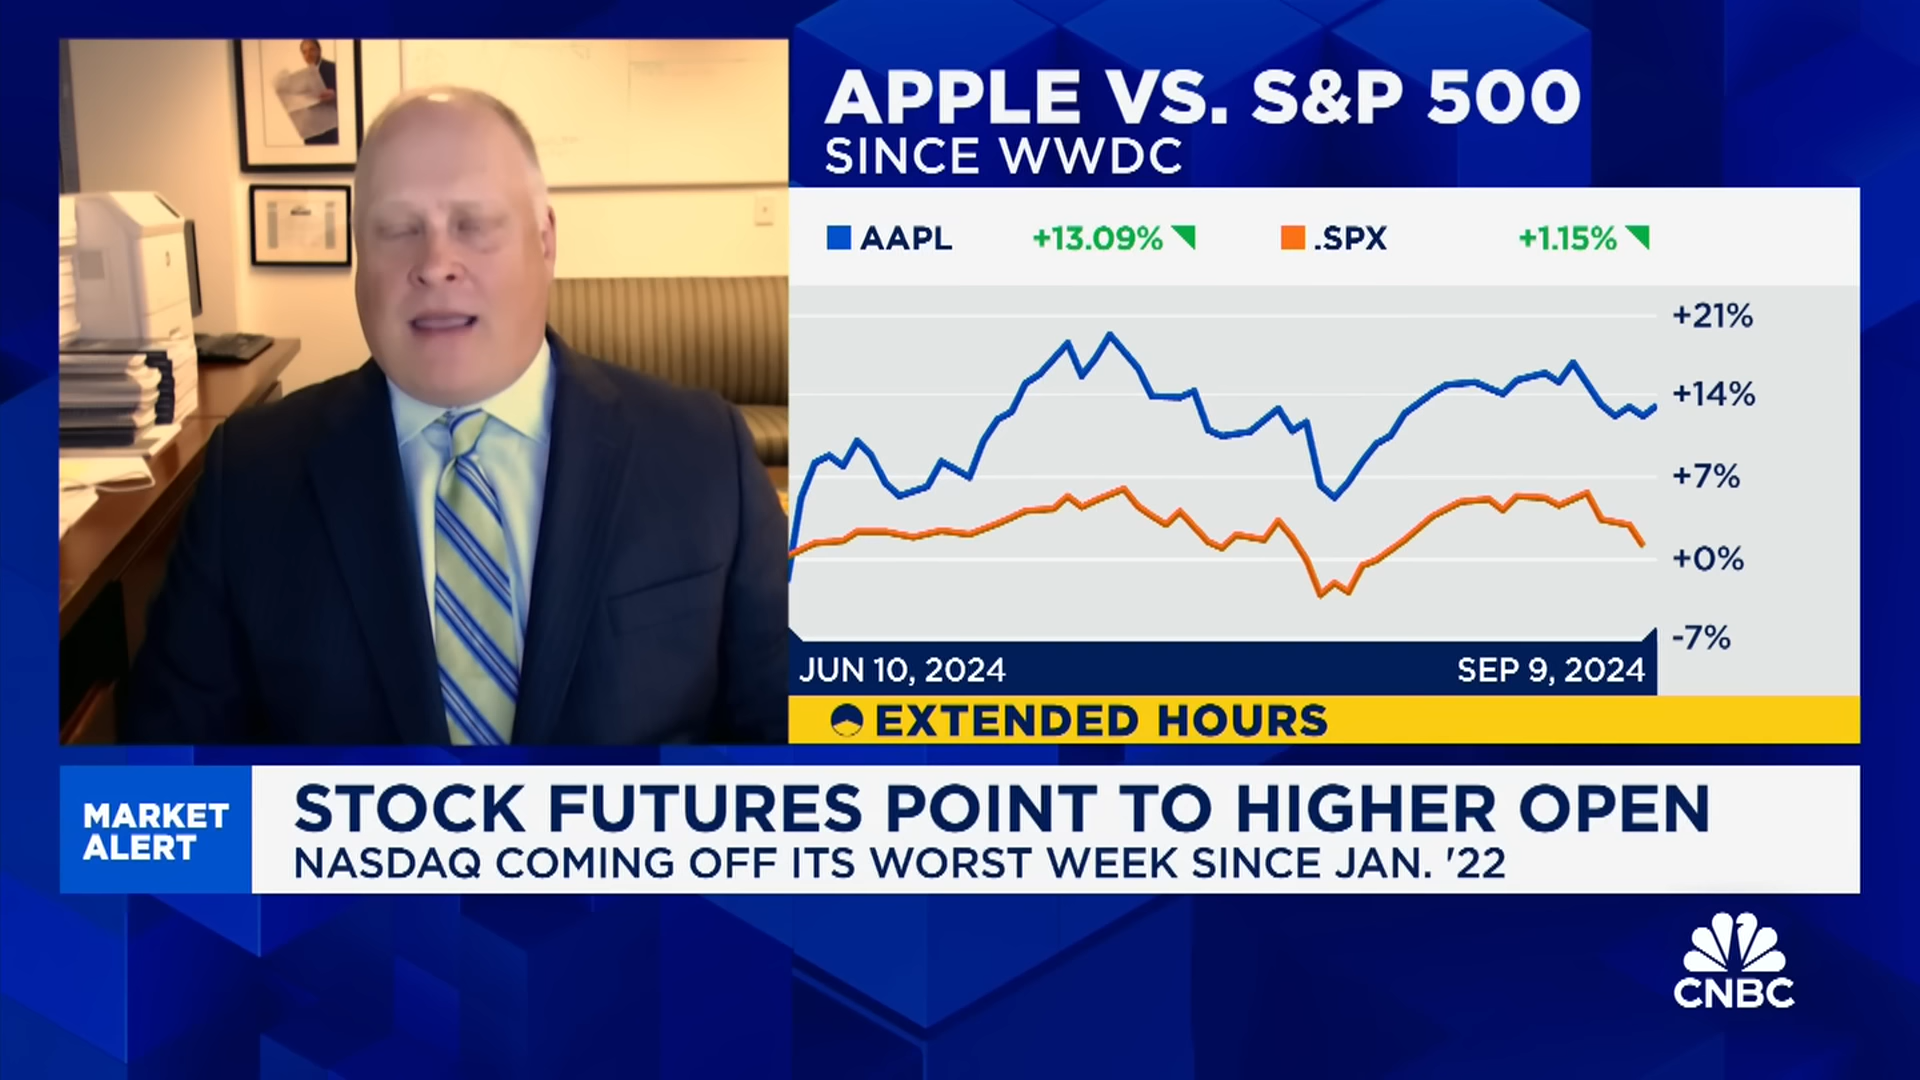 APPLE VS. S&P 500
SINCE WWDC
AAPL +13.09% .SPX +1.15%
+21%
+14%
+7%
+0%
-7%
JUN 10, 2024 SEP 9, 2024
EXTENDED HOURS
MARKET
ALERT
STOCK FUTURES POINT TO HIGHER OPEN
NASDAQ COMING OFF ITS WORST WEEK SINCE JAN. '22
CNBC